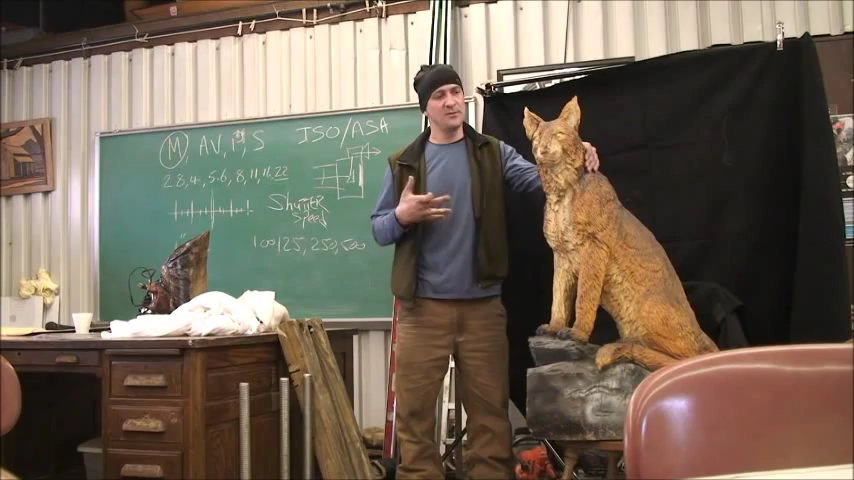 M, AV, P, S
ISO/ASA
2.8, 4, 5.6, 8, 11, 16, 22
Shutter
Speed
100 125, 250, 500